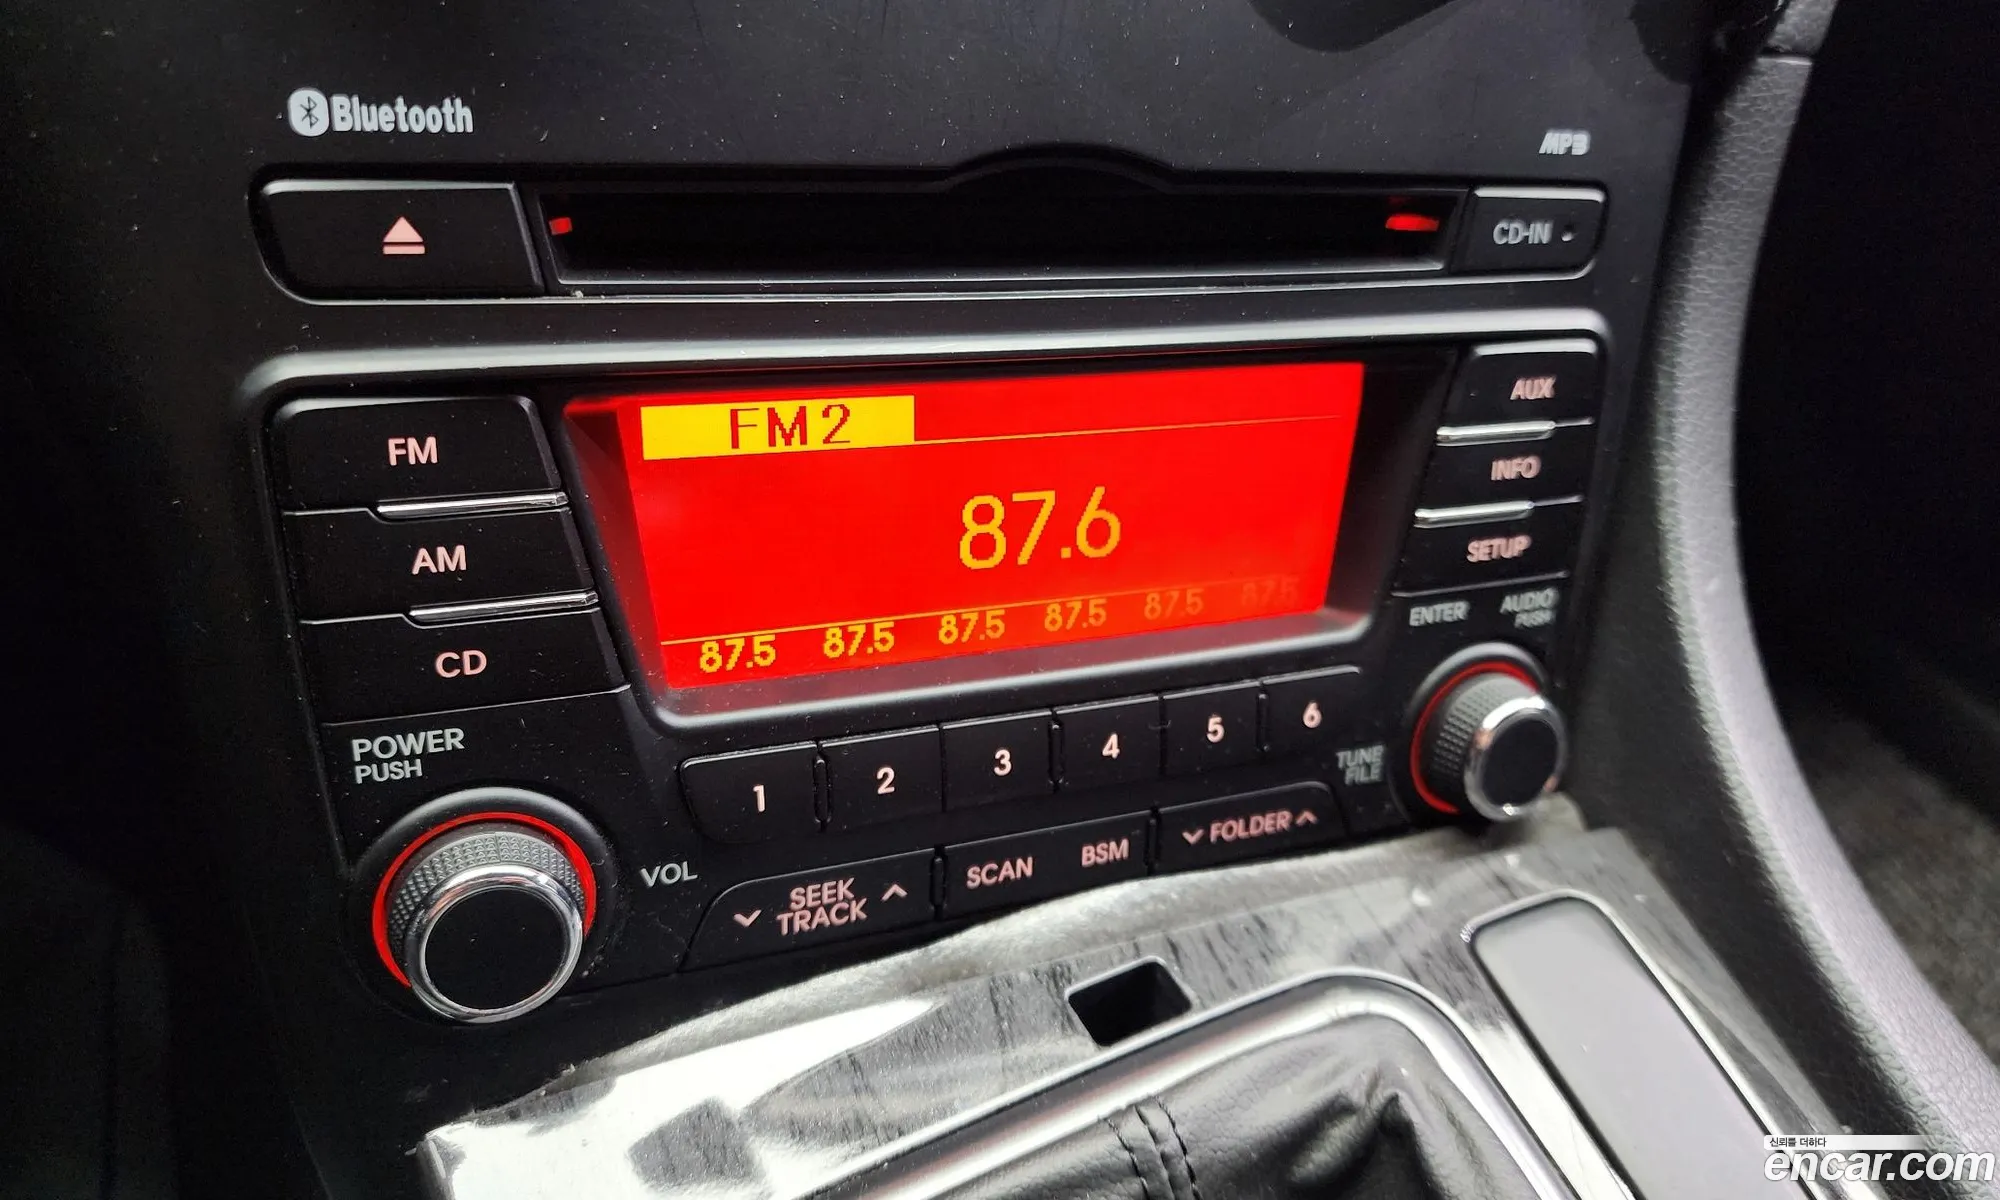 Bluetooth
MP3
CD-IN
FM2
FM
AUX
87.6
INFO
AM
SETUP
87.5 87.5 87.5 87.5 87.5 87.5
CD
ENTER
AUDIO
PUSH
POWER
PUSH
1 2 3 4 5 6
TUNE
FILE
VOL
SEEK
TRACK
SCAN
BSM
FOLDER
신뢰를 더하다
encar.com